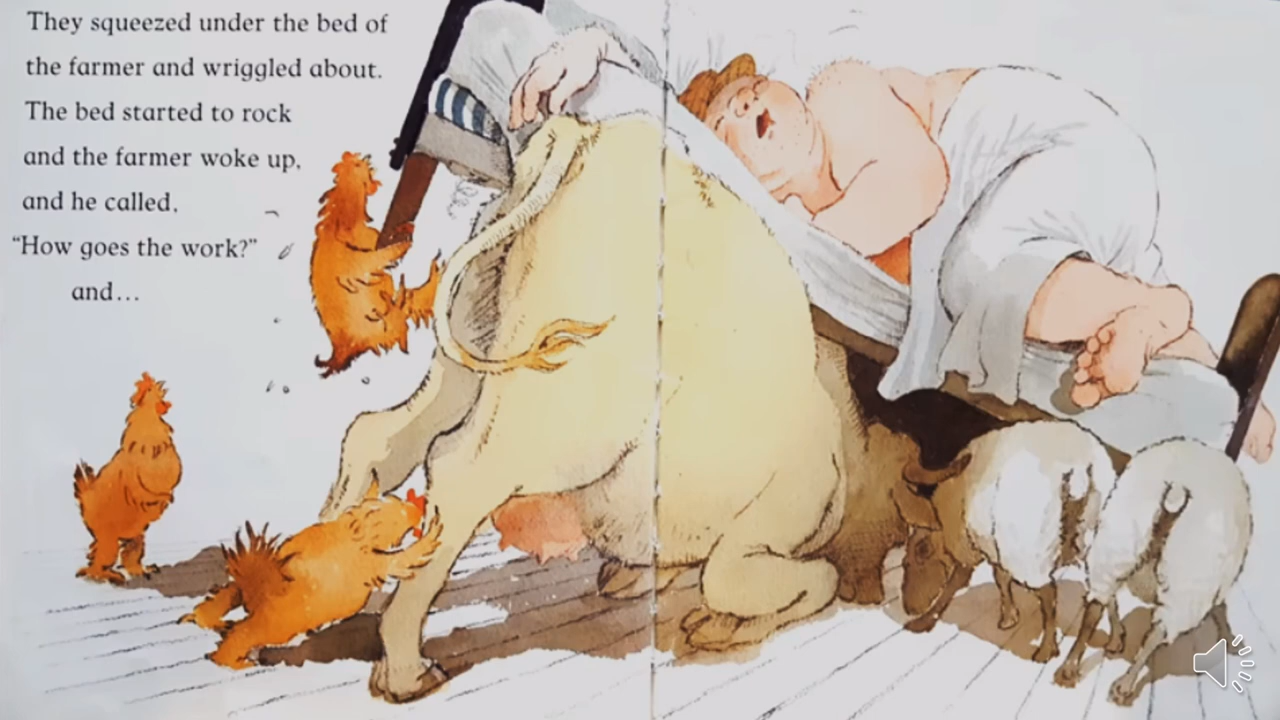 They squeezed under the bed of
the farmer and wriggled about.
The bed started to rock
and the farmer woke up,
and he called,
“How goes the work?”
and...